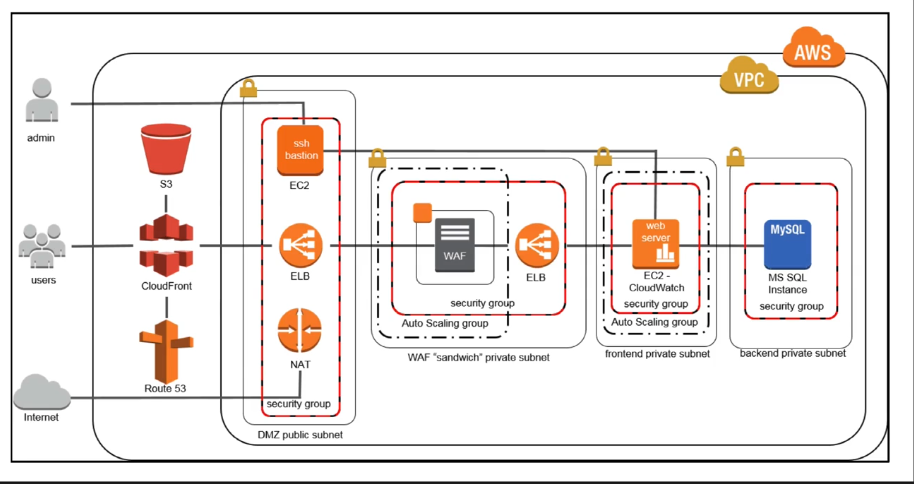 AWS
VPC
admin
ssh
bastion
EC2
S3
users
CloudFront
ELB
WAF
ELB
security group
Auto Scaling group
WAF "sandwich" private subnet
web
server
EC2 -
CloudWatch
security group
Auto Scaling group
frontend private subnet
MySQL
MS SQL
Instance
security group
backend private subnet
Route 53
NAT
Internet
security group
DMZ public subnet